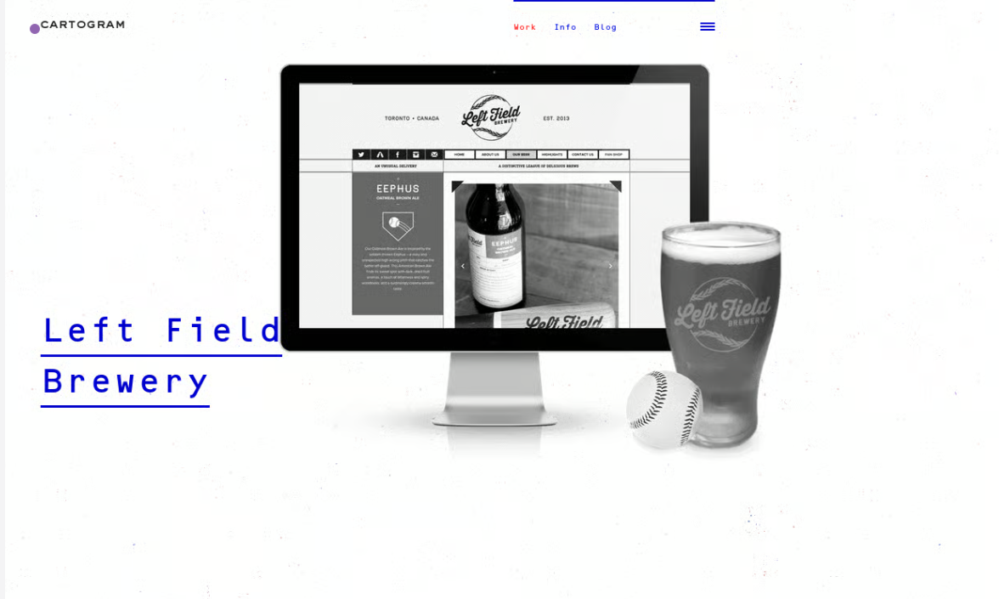 CARTOGRAM
Work Info Blog
TORONTO • CANADA
Left Field
BREWERY
EST. 2013
HOME ABOUT US OUR BEER HIGHLIGHTS CONTACT US FAN SHOP
AN UNUSUAL DELIVERY
A DISTINCTIVE LEAGUE OF DELICIOUS BREWS
EEPHUS
OATMEAL BROWN ALE
EEPHUS
Left Field
Left Field
BREWERY
Left Field
Brewery